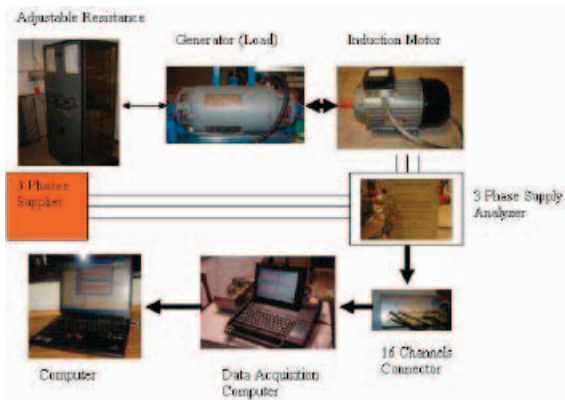 Adjustable Resistance
Generator (Load)
Induction Motor
3 Phases
Supplier
3 Phase Supply
Analyzer
16 Channels
Connector
Computer
Data Acquistion
Computer